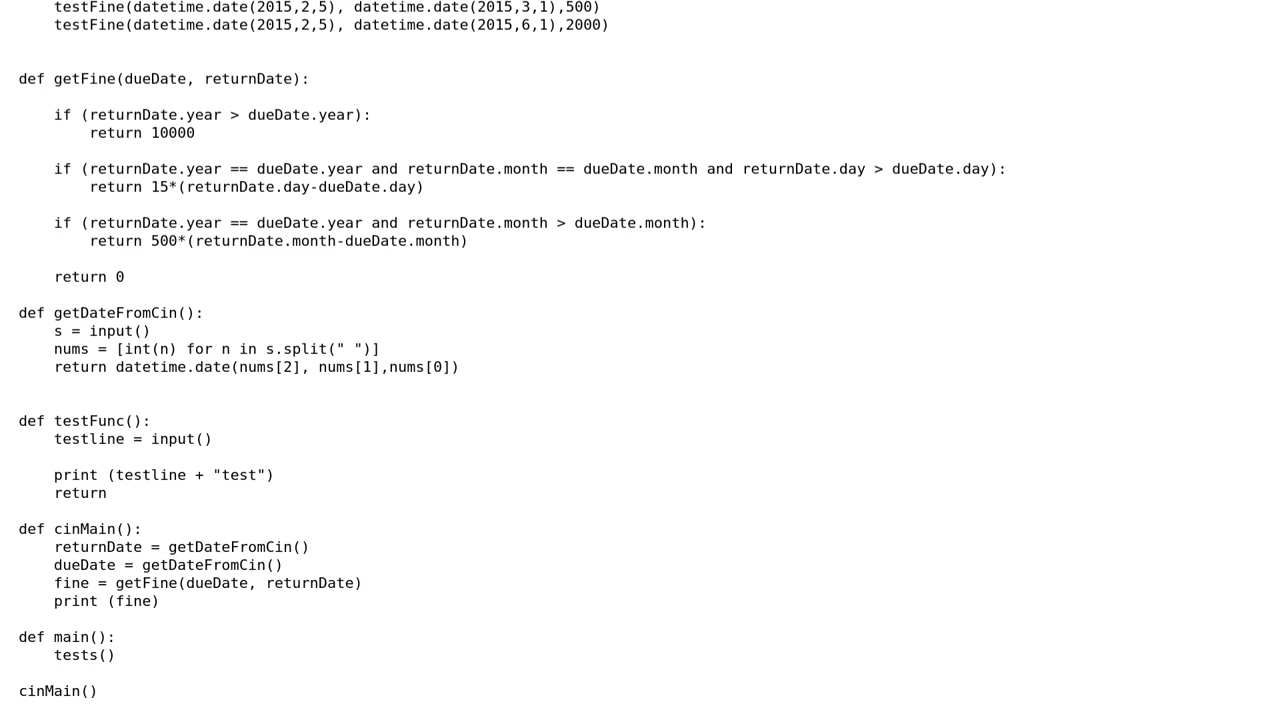 testFine(datetime.date(2015,2,5), datetime.date(2015,3,1),500)
    testFine(datetime.date(2015,2,5), datetime.date(2015,6,1),2000)
def getFine(dueDate, returnDate):
    if (returnDate.year > dueDate.year):
        return 10000
    if (returnDate.year == dueDate.year and returnDate.month == dueDate.month and returnDate.day > dueDate.day):
        return 15*(returnDate.day-dueDate.day)
    if (returnDate.year == dueDate.year and returnDate.month > dueDate.month):
        return 500*(returnDate.month-dueDate.month)
    return 0
def getDateFromCin():
    s = input()
    nums = [int(n) for n in s.split(" ")]
    return datetime.date(nums[2], nums[1],nums[0])
def testFunc():
    testline = input()
    print (testline + "test")
    return
def cinMain():
    returnDate = getDateFromCin()
    dueDate = getDateFromCin()
    fine = getFine(dueDate, returnDate)
    print (fine)
def main():
    tests()
cinMain()